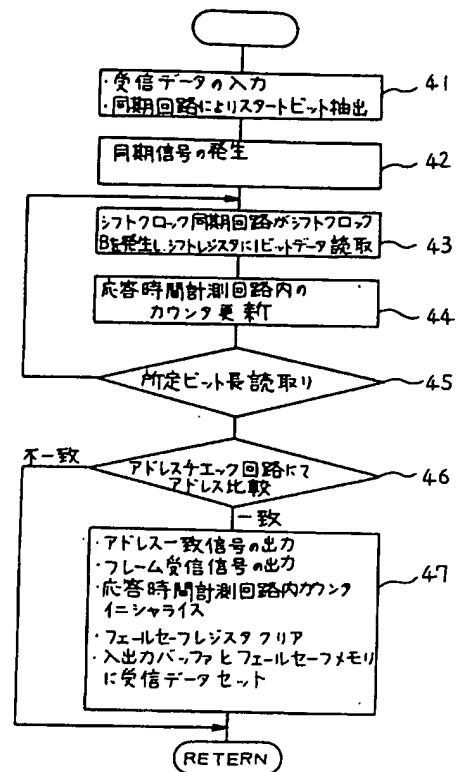 ・受信データの入力
・同期回路によりスタートビット抽出
41
同期信号の発生
42
シフトクロック同期回路がシフトクロック
Bを発生し、シフトレジスタに1ビットデータ読取
43
応答時間計測回路内の
カウンタ更新
44
所定ビット長読取り
45
不一致
アドレスチエック回路にて
アドレス比較
46
一致
・アドレス一致信号の出力
・フレーム受信信号の出力
・応答時間計測回路内カウンタ
イニシャライズ
・フェールセーフレジスタクリア
・入出力バッファとフェールセーフメモリ
に受信データセット
47
RETERN